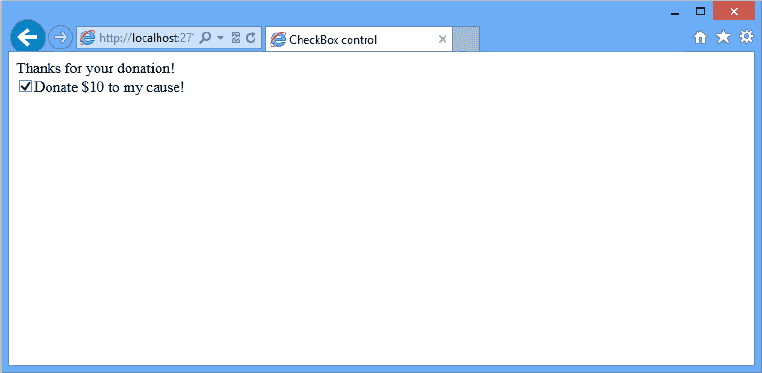 http://localhost:27
CheckBox control
Thanks for your donation!
Donate $10 to my cause!